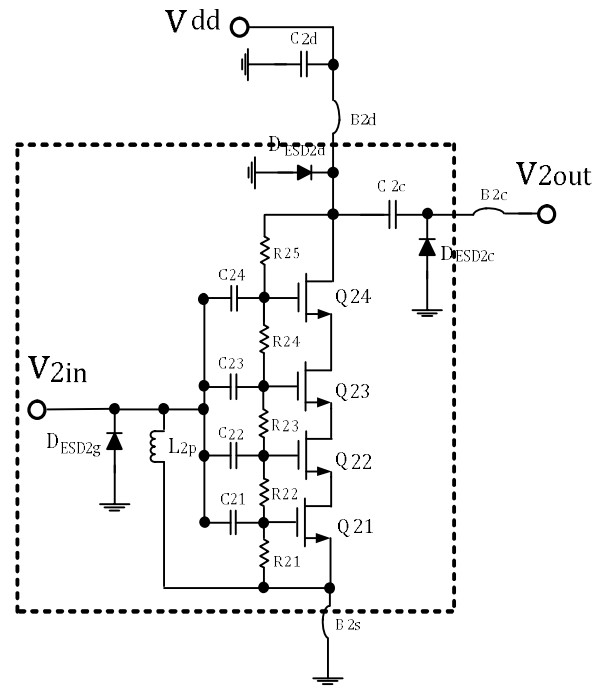 Vdd
C2d
B2d
DESD2d
C 2c
B2c
V2out
DESD2c
R25
C24
Q24
R24
C23
Q23
V2in
R23
DESD2g
L2p
C22
Q22
R22
C21
Q21
R21
B2s